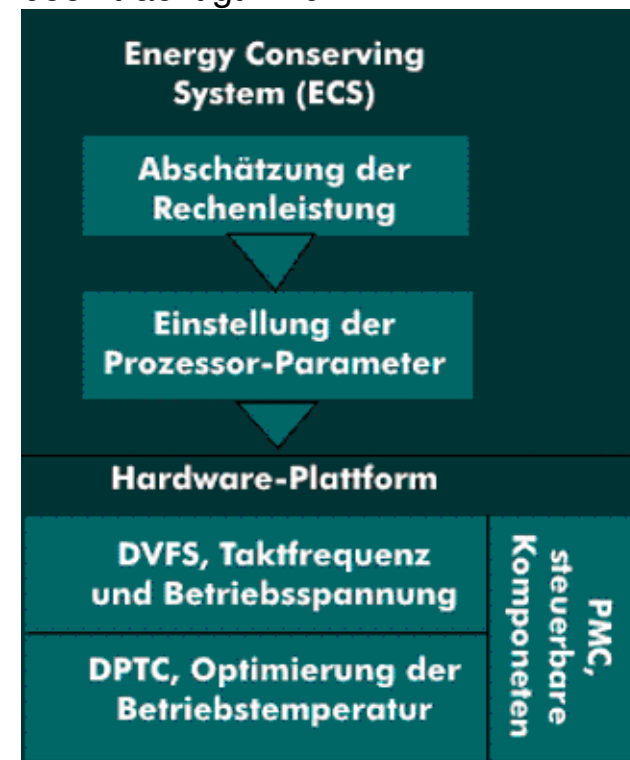 Energy Conserving
System (ECS)
Abschätzung der
Rechenleistung
Einstellung der
Prozessor-Parameter
Hardware-Plattform
DVFS, Taktfrequenz
und Betriebsspannung
DPTC, Optimierung der
Betriebstemperatur
PMC,
steuerbare
Komponeten